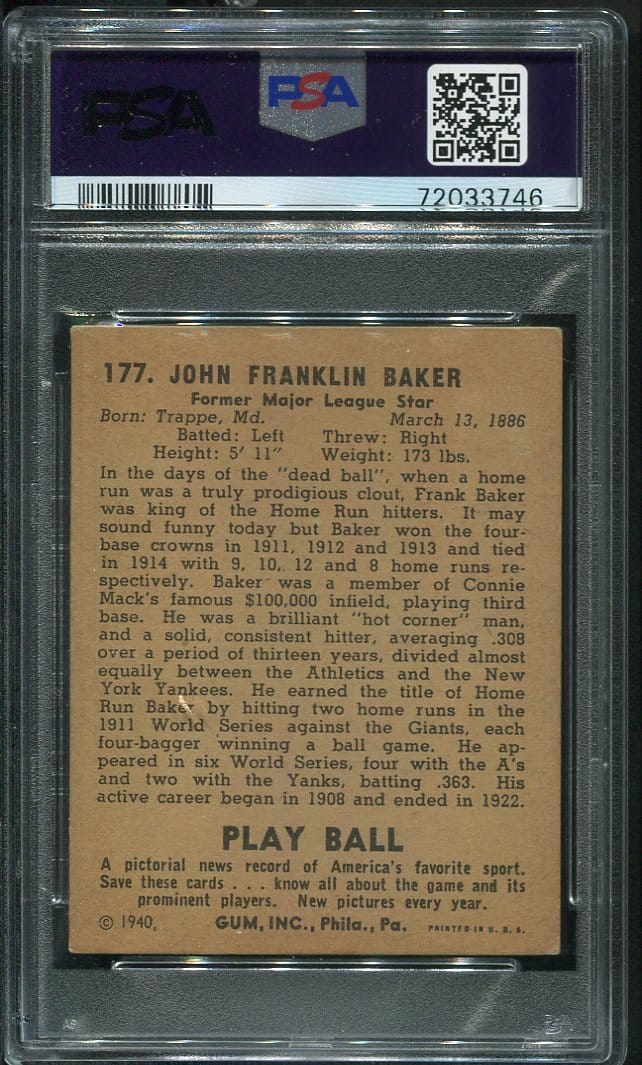 PSA
PSA
72033746
177. JOHN FRANKLIN BAKER
Former Major League Star
Born: Trappe, Md. March 13, 1886
Batted: Left Threw: Right
Height: 5' 11" Weight: 173 lbs.
In the days of the "dead ball", when a home
run was a truly prodigious clout, Frank Baker
was king of the Home Run hitters. It may
sound funny today but Baker won the four-
base crowns in 1911, 1912 and 1913 and tied
in 1914 with 9, 10, 12 and 8 home runs re-
spectively. Baker was a member of Connie
Mack's famous $100,000 infield, playing third
base. He was a brilliant "hot corner" man,
and a solid, consistent hitter, averaging .308
over a period of thirteen years, divided almost
equally between the Athletics and the New
York Yankees. He earned the title of Home
Run Baker by hitting two home runs in the
1911 World Series against the Giants, each
four-bagger winning a ball game. He ap-
peared in six World Series, four with the A's
and two with the Yanks, batting .363. His
active career began in 1908 and ended in 1922.
PLAY BALL
A pictorial news record of America's favorite sport.
Save these cards . . . know all about the game and its
prominent players. New pictures every year.
© 1940, GUM, INC., Phila., Pa. PRINTED IN U. S. A.
PSA